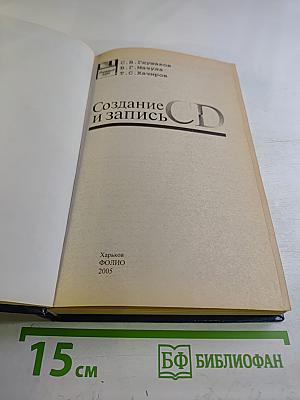 С.В.Глушаков
В.Г.Мачула
Т.С.Хачиров
Создание
и запись CD
Харьков
ФОЛИО
2005
15 см
БФ БИБЛИОФАН